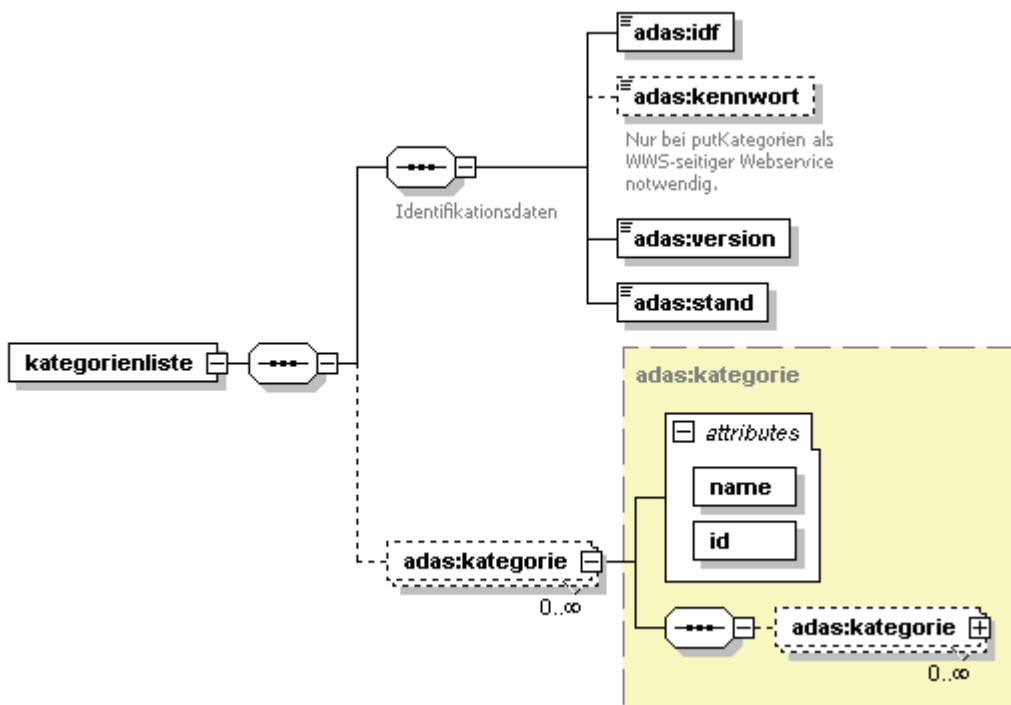 adas:idf
adas:kennwort
Nur bei putKategorien als
WWS-seitiger Webservice
notwendig.
Identifikationsdaten
adas:version
adas:stand
kategorienliste
adas:kategorie
attributes
name
id
adas:kategorie
0..∞
adas:kategorie
0..∞